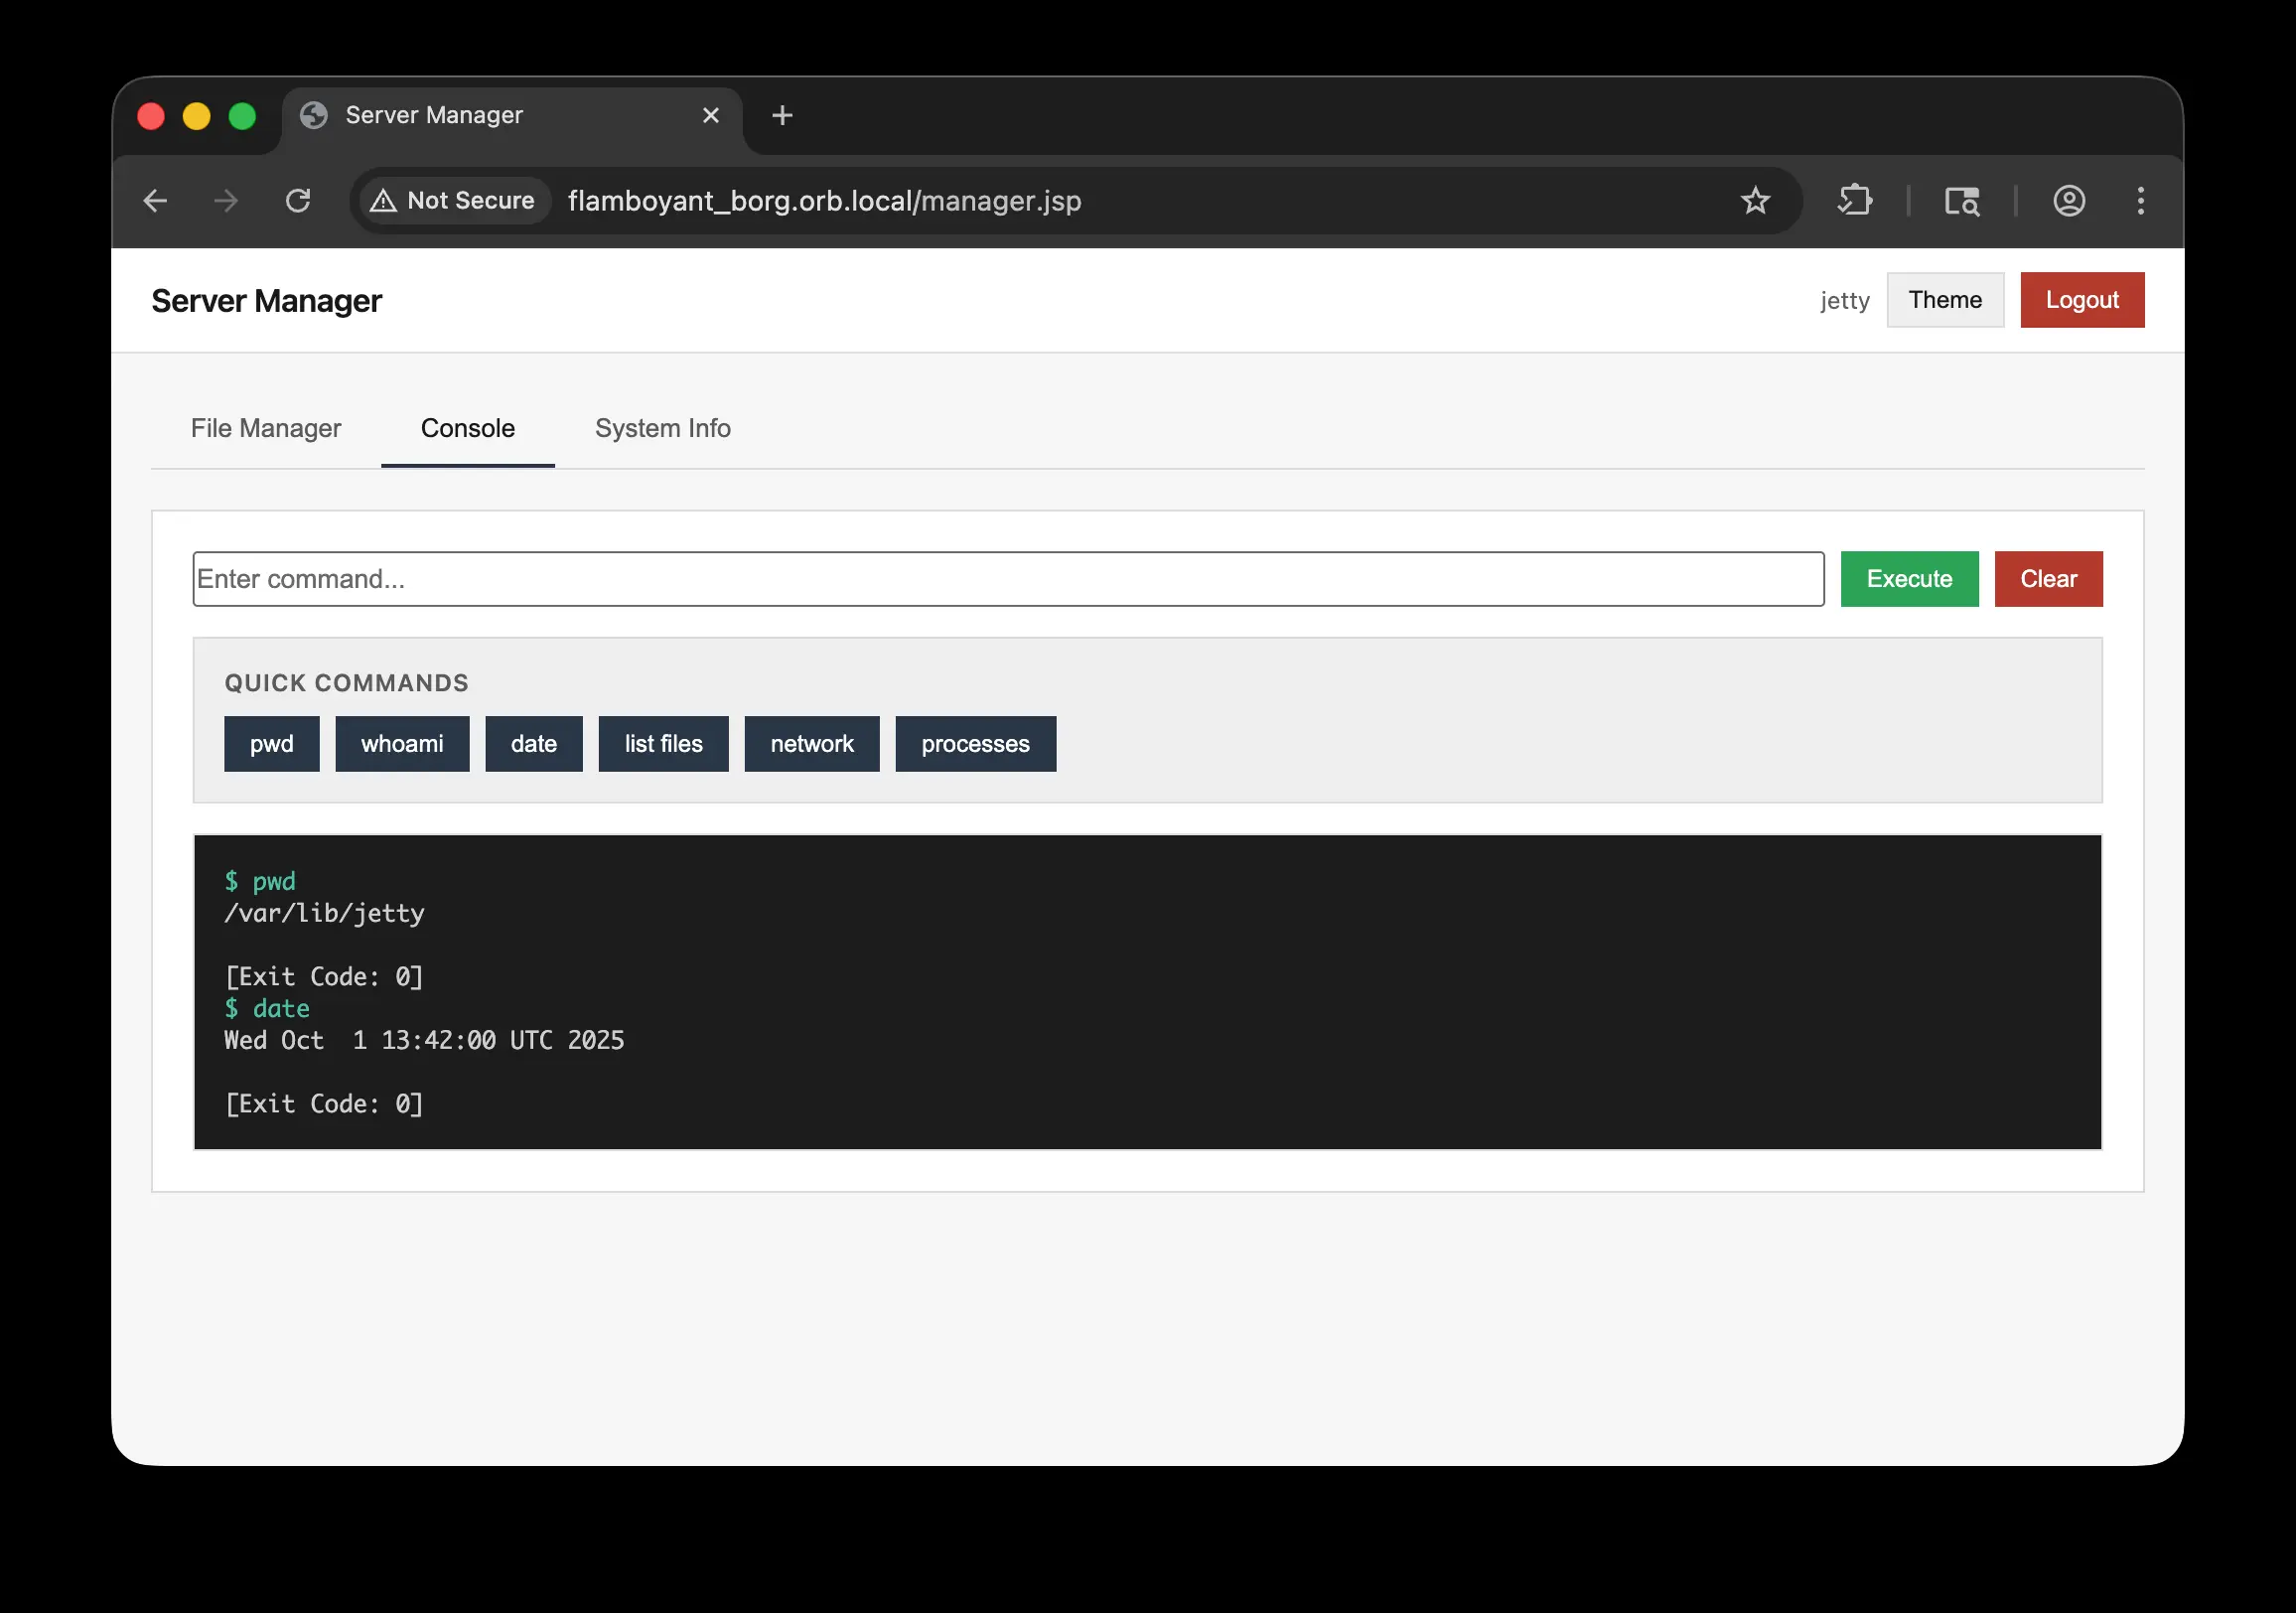 Server Manager
Not Secure flamboyant_borg.orb.local/manager.jsp
Server Manager jetty Theme Logout
File Manager Console System Info
Enter command... Execute Clear
QUICK COMMANDS
pwd whoami date list files network processes
$ pwd
/var/lib/jetty
[Exit Code: 0]
$ date
Wed Oct  1 13:42:00 UTC 2025
[Exit Code: 0]